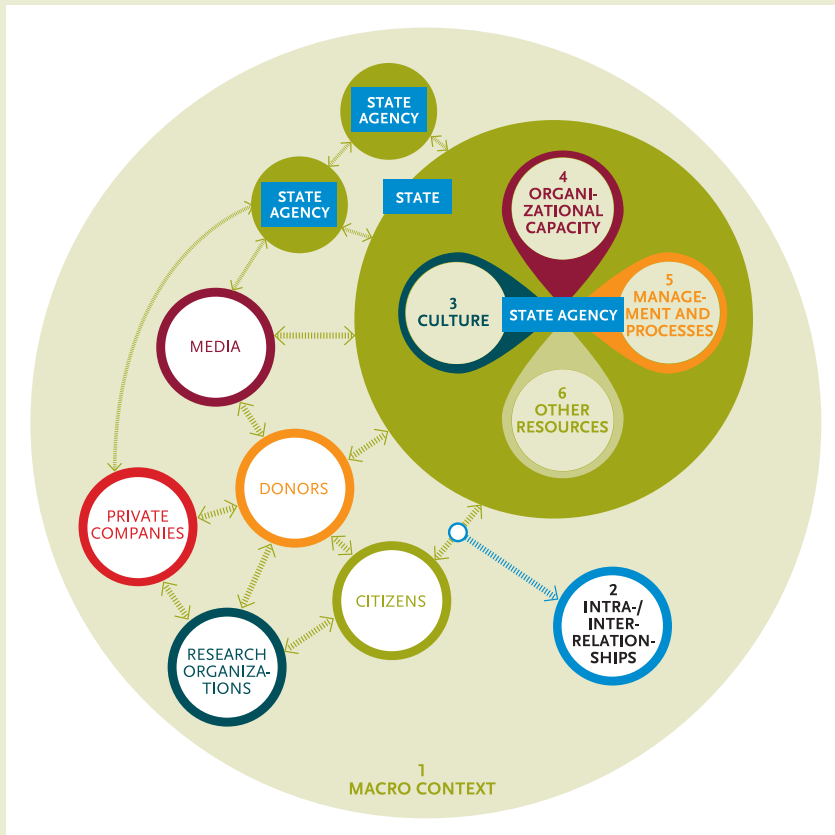 STATE
AGENCY
STATE
AGENCY
STATE
4
ORGANI-
ZATIONAL
CAPACITY
3
CULTURE
STATE AGENCY
5
MANAGE-
MENT AND
PROCESSES
6
OTHER
RESOURCES
MEDIA
DONORS
PRIVATE
COMPANIES
CITIZENS
RESEARCH
ORGANIZA-
TIONS
2
INTRA-/
INTER-
RELATION-
SHIPS
1
MACRO CONTEXT